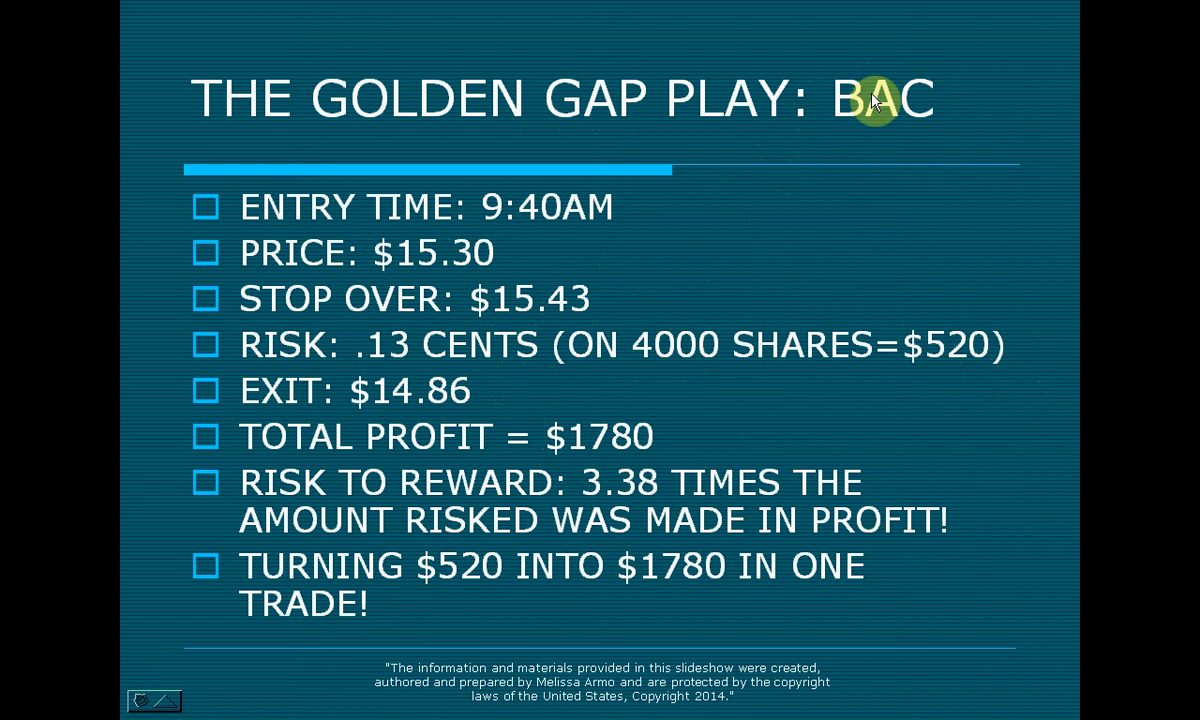 THE GOLDEN GAP PLAY: BAC
ENTRY TIME: 9:40AM
PRICE: $15.30
STOP OVER: $15.43
RISK: .13 CENTS (ON 4000 SHARES=$520)
EXIT: $14.86
TOTAL PROFIT = $1780
RISK TO REWARD: 3.38 TIMES THE
AMOUNT RISKED WAS MADE IN PROFIT!
TURNING $520 INTO $1780 IN ONE
TRADE!
"The information and materials provided in this slideshow were created,
authored and prepared by Melissa Armo and are protected by the copyright
laws of the United States, Copyright 2014."